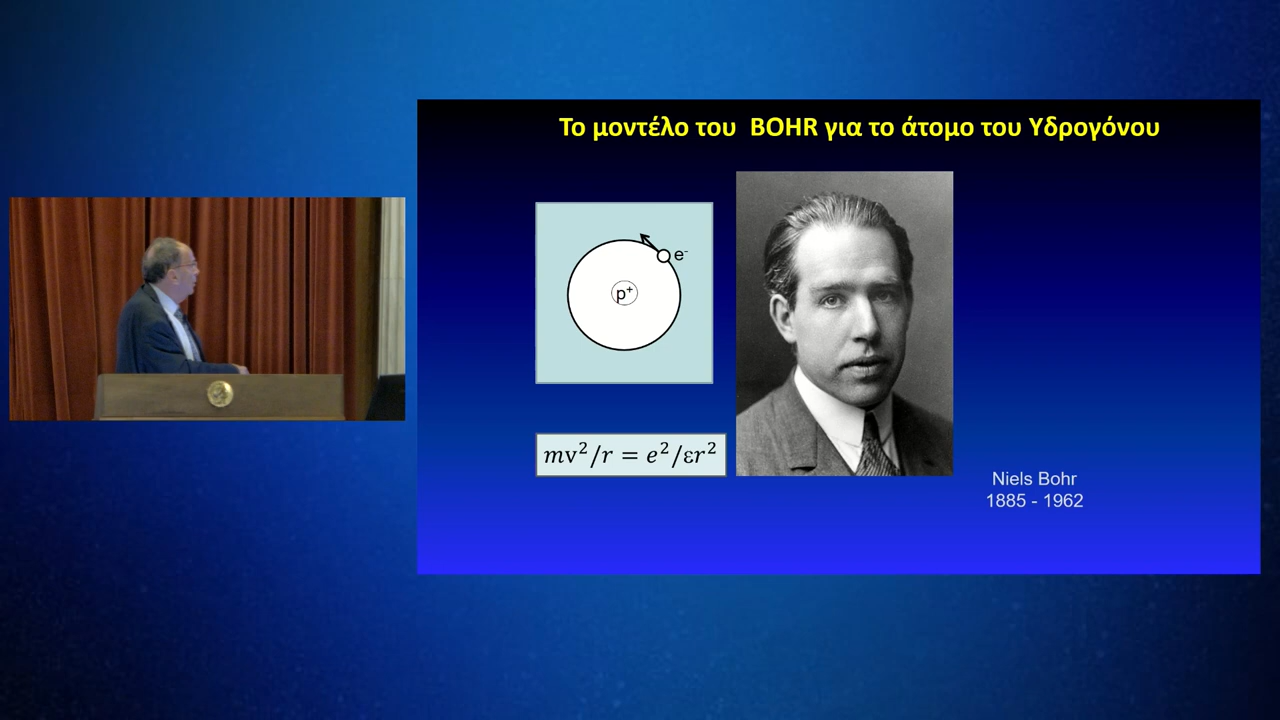 Το μοντέλο του BOHR για το άτομο του Υδρογόνου
e⁻
p⁺
mv²/r = e²/εr²
Niels Bohr
1885 - 1962